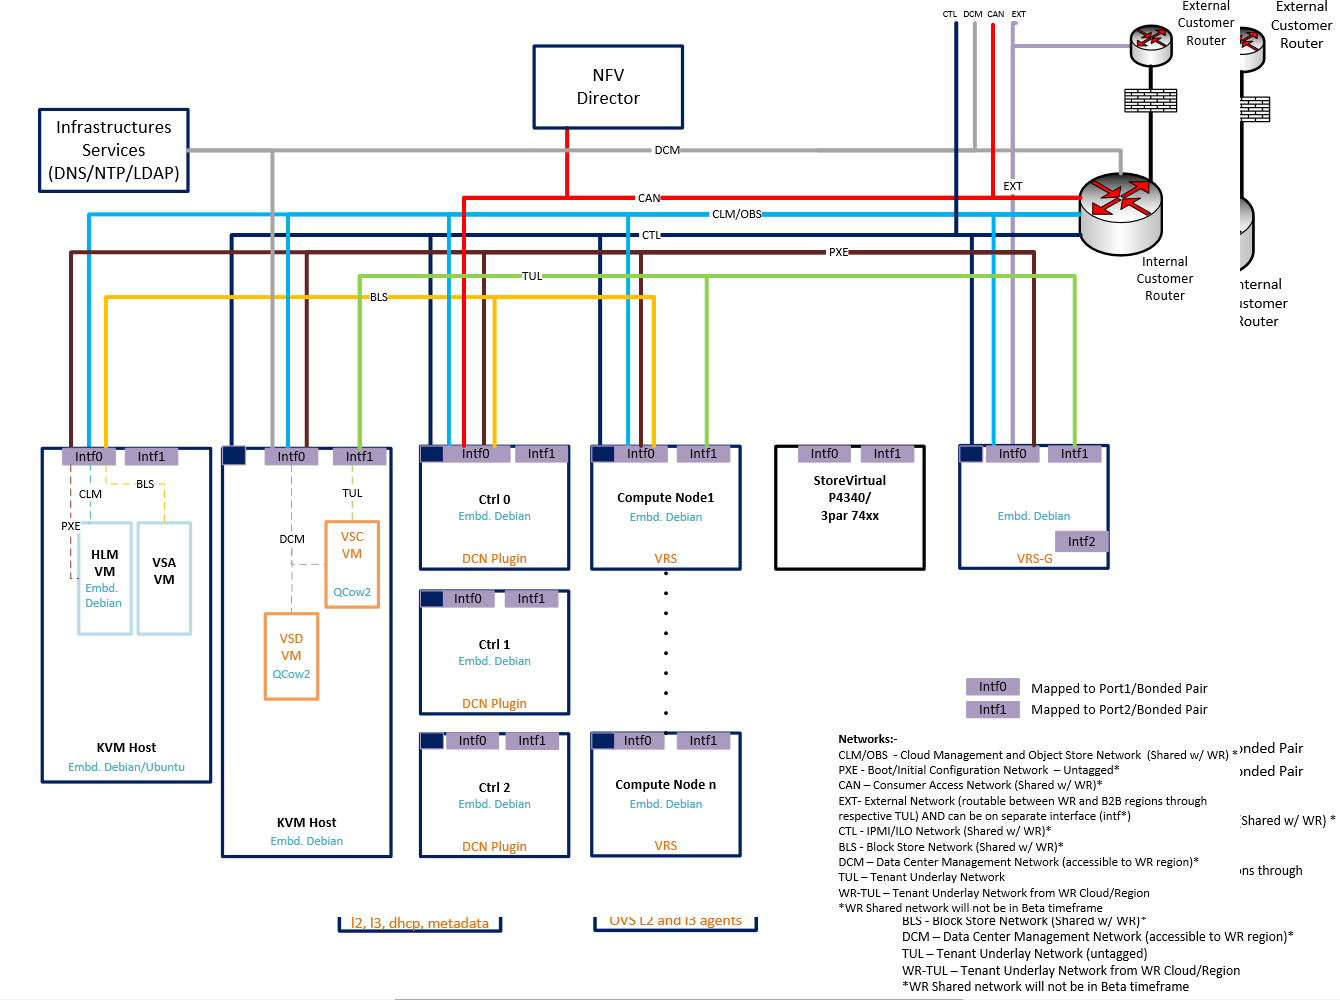 CTL DCM CAN EXT
External
Customer
Router
External
Customer
Router
NFV
Director
Infrastructures
Services
(DNS/NTP/LDAP)
DCM
EXT
CAN
CLM/OBS
CTL
PXE
TUL
BLS
Internal
Customer
Router
nternal
ustomer
Router
Intf0 Intf1
CLM
BLS
PXE
HLM
VM
Embd.
Debian
VSA
VM
KVM Host
Embd. Debian/Ubuntu
Intf0 Intf1
TUL
DCM
VSC
VM
QCow2
VSD
VM
QCow2
KVM Host
Embd. Debian
Intf0 Intf1
Ctrl 0
Embd. Debian
DCN Plugin
Intf0 Intf1
Ctrl 1
Embd. Debian
DCN Plugin
Intf0 Intf1
Ctrl 2
Embd. Debian
DCN Plugin
Intf0 Intf1
Compute Node1
Embd. Debian
VRS
Intf0 Intf1
Compute Node n
Embd. Debian
VRS
Intf0 Intf1
StoreVirtual
P4340/
3par 74xx
Intf0 Intf1
Embd. Debian
Intf2
VRS-G
Intf0 Mapped to Port1/Bonded Pair
Intf1 Mapped to Port2/Bonded Pair
Networks:-
CLM/OBS - Cloud Management and Object Store Network (Shared w/ WR) *
PXE - Boot/Initial Configuration Network – Untagged*
CAN – Consumer Access Network (Shared w/ WR)*
EXT- External Network (routable between WR and B2B regions through
respective TUL) AND can be on separate interface (intf*)
CTL - IPMI/ILO Network (Shared w/ WR)*
BLS - Block Store Network (Shared w/ WR)*
DCM – Data Center Management Network (accessible to WR region)*
TUL – Tenant Underlay Network
WR-TUL – Tenant Underlay Network from WR Cloud/Region
*WR Shared network will not be in Beta timeframe
onded Pair
onded Pair
(Shared w/ WR) *
ons through
BLS - Block Store Network (Shared w/ WR)*
DCM – Data Center Management Network (accessible to WR region)*
TUL – Tenant Underlay Network (untagged)
WR-TUL – Tenant Underlay Network from WR Cloud/Region
*WR Shared network will not be in Beta timeframe
l2, l3, dhcp, metadata
OVS L2 and l3 agents